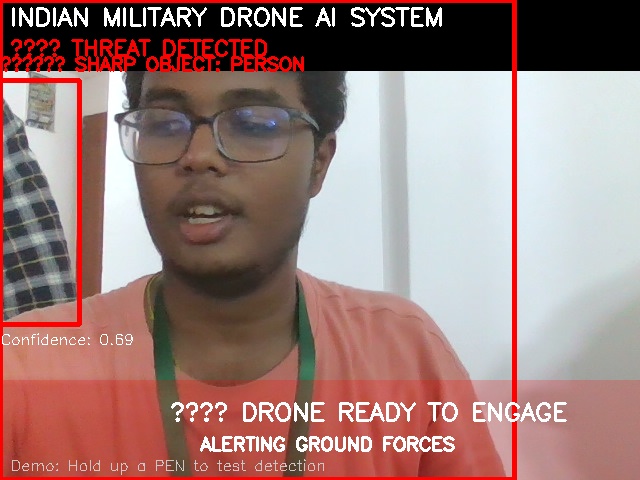 INDIAN MILITARY DRONE AI SYSTEM
???? THREAT DETECTED
?????? SHARP OBJECT: PERSON
Confidence: 0.69
???? DRONE READY TO ENGAGE
ALERTING GROUND FORCES
Demo: Hold up a PEN to test detection